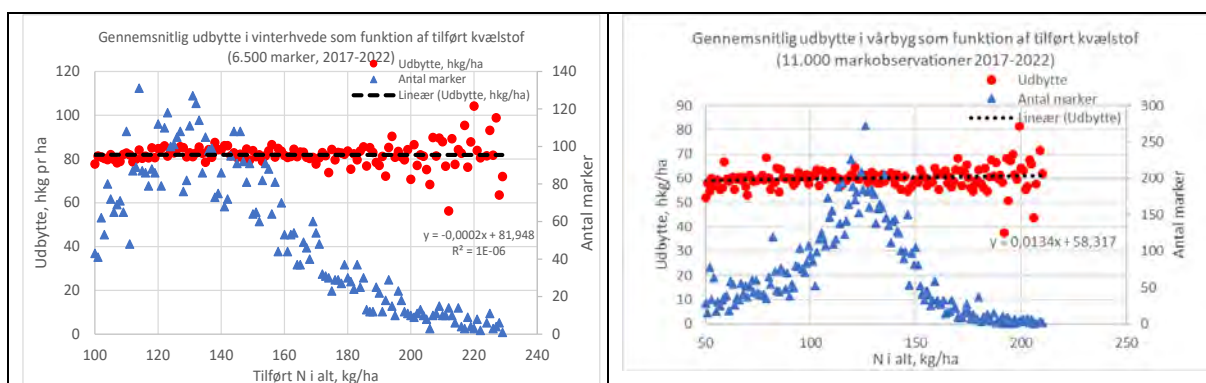 Gennemsnitlig udbytte i vinterhvede som funktion af tilført kvælstof
(6.500 marker, 2017-2022)
Udbytte, hkg/ha
Antal marker
Lineær (Udbytte, hkg/ha)
Udbytte, hkg pr ha
120
100
80
60
40
20
0
140
120
100
80
60
40
20
0
Antal marker
y = -0,0002x + 81,948
R² = 1E-06
100 120 140 160 180 200 220 240
Tilført N i alt, kg/ha
Gennemsnitlig udbytte i vårbyg som funktion af tilført kvælstof
(11.000 markobservationer 2017-2022)
Udbytte
Antal marker
Lineær (Udbytte)
Udbytte, hkg/ha
90
80
70
60
50
40
30
20
10
0
300
250
200
150
100
50
0
Antal marker
y = 0,0134x + 58,317
50 100 150 200 250
N i alt, kg/ha